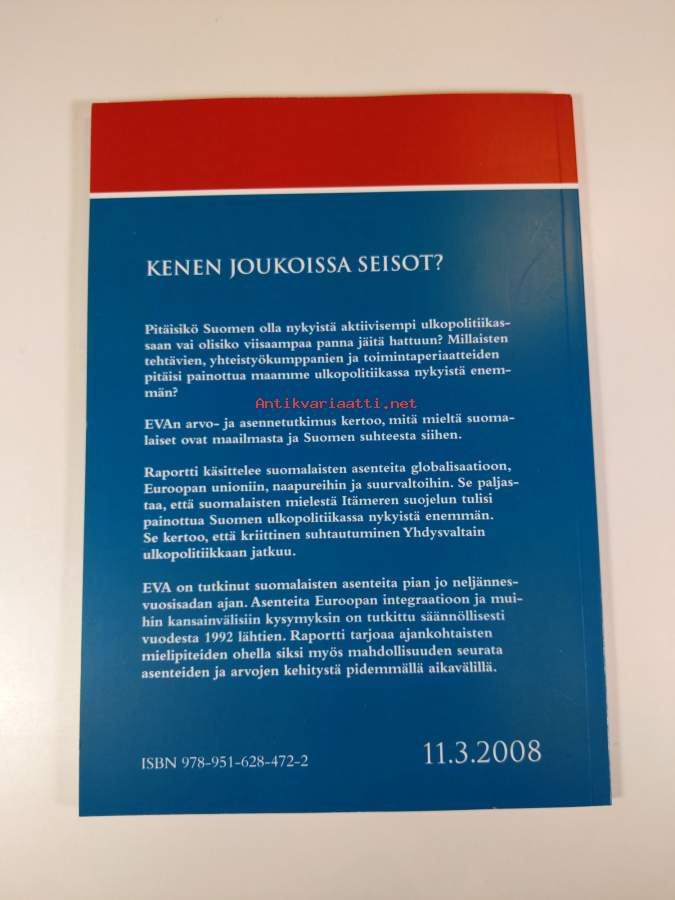 KENEN JOUKOISSA SEISOT?
Pitäisikö Suomen olla nykyistä aktiivisempi ulkopolitiikas-
saan vai olisiko viisaampaa panna jäitä hattuun? Millaisten
tehtävien, yhteistyökumppanien ja toimintaperiaatteiden
pitäisi painottua maamme ulkopolitiikassa nykyistä enem-
män?
Antikvariaatti.net
EVAn arvo- ja asennetutkimus kertoo, mitä mieltä suoma-
laiset ovat maailmasta ja Suomen suhteesta siihen.
Raportti käsittelee suomalaisten asenteita globalisaatioon,
Euroopan unioniin, naapureihin ja suurvaltoihin. Se paljas-
taa, että suomalaisten mielestä Itämeren suojelun tulisi
painottua Suomen ulkopolitiikassa nykyistä enemmän.
Se kertoo, että kriittinen suhtautuminen Yhdysvaltain
ulkopolitiikkaan jatkuu.
EVA on tutkinut suomalaisten asenteita pian jo neljännes-
vuosisadan ajan. Asenteita Euroopan integraatioon ja mui-
hin kansainvälisiin kysymyksin on tutkittu säännöllisesti
vuodesta 1992 lähtien. Raportti tarjoaa ajankohtaisten
mielipiteiden ohella siksi myös mahdollisuuden seurata
asenteiden ja arvojen kehitystä pidemmällä aikavälillä.
ISBN 978-951-628-472-2
11.3.2008